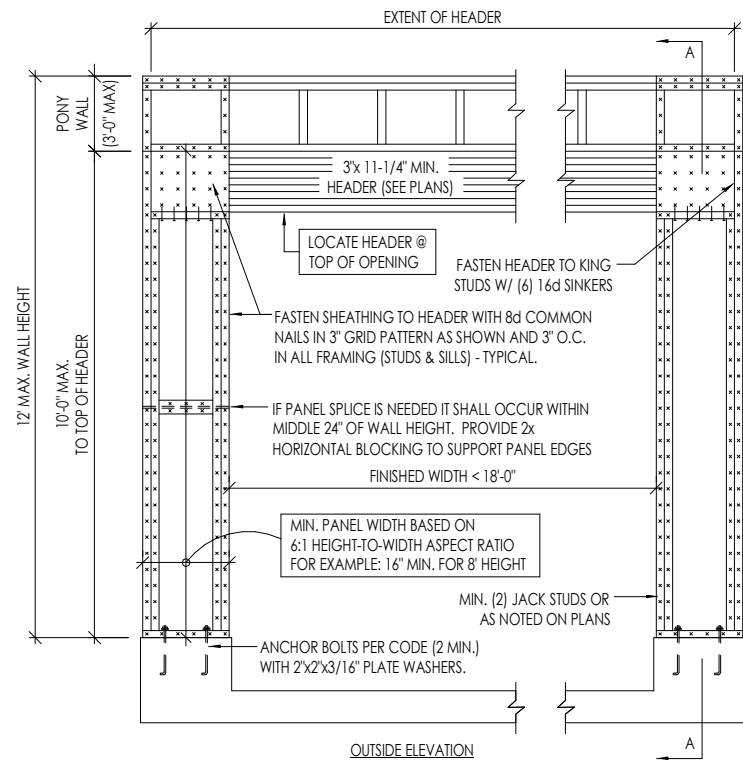 EXTENT OF HEADER
A
PONY
WALL
(3'-0" MAX)
3"x 11-1/4" MIN.
HEADER (SEE PLANS)
LOCATE HEADER @
TOP OF OPENING
FASTEN HEADER TO KING
STUDS W/ (6) 16d SINKERS
12' MAX. WALL HEIGHT
10'-0" MAX.
TO TOP OF HEADER
FASTEN SHEATHING TO HEADER WITH 8d COMMON
NAILS IN 3" GRID PATTERN AS SHOWN AND 3" O.C.
IN ALL FRAMING (STUDS & SILLS) - TYPICAL.
IF PANEL SPLICE IS NEEDED IT SHALL OCCUR WITHIN
MIDDLE 24" OF WALL HEIGHT.  PROVIDE 2x
HORIZONTAL BLOCKING TO SUPPORT PANEL EDGES
FINISHED WIDTH < 18'-0"
MIN. PANEL WIDTH BASED ON
6:1 HEIGHT-TO-WIDTH ASPECT RATIO
FOR EXAMPLE: 16" MIN. FOR 8' HEIGHT
MIN. (2) JACK STUDS OR
AS NOTED ON PLANS
ANCHOR BOLTS PER CODE (2 MIN.)
WITH 2"x2"x3/16" PLATE WASHERS.
A
OUTSIDE ELEVATION